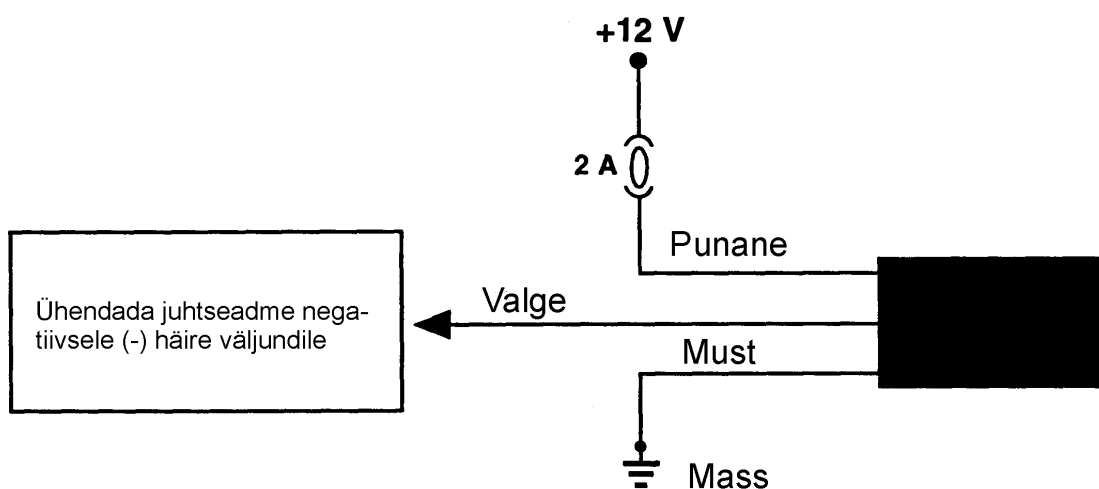 +12 V
2 A
Punane
Valge
Ühendada juhtseadme nega-
tiivsele (-) häire väljundile
Must
Mass